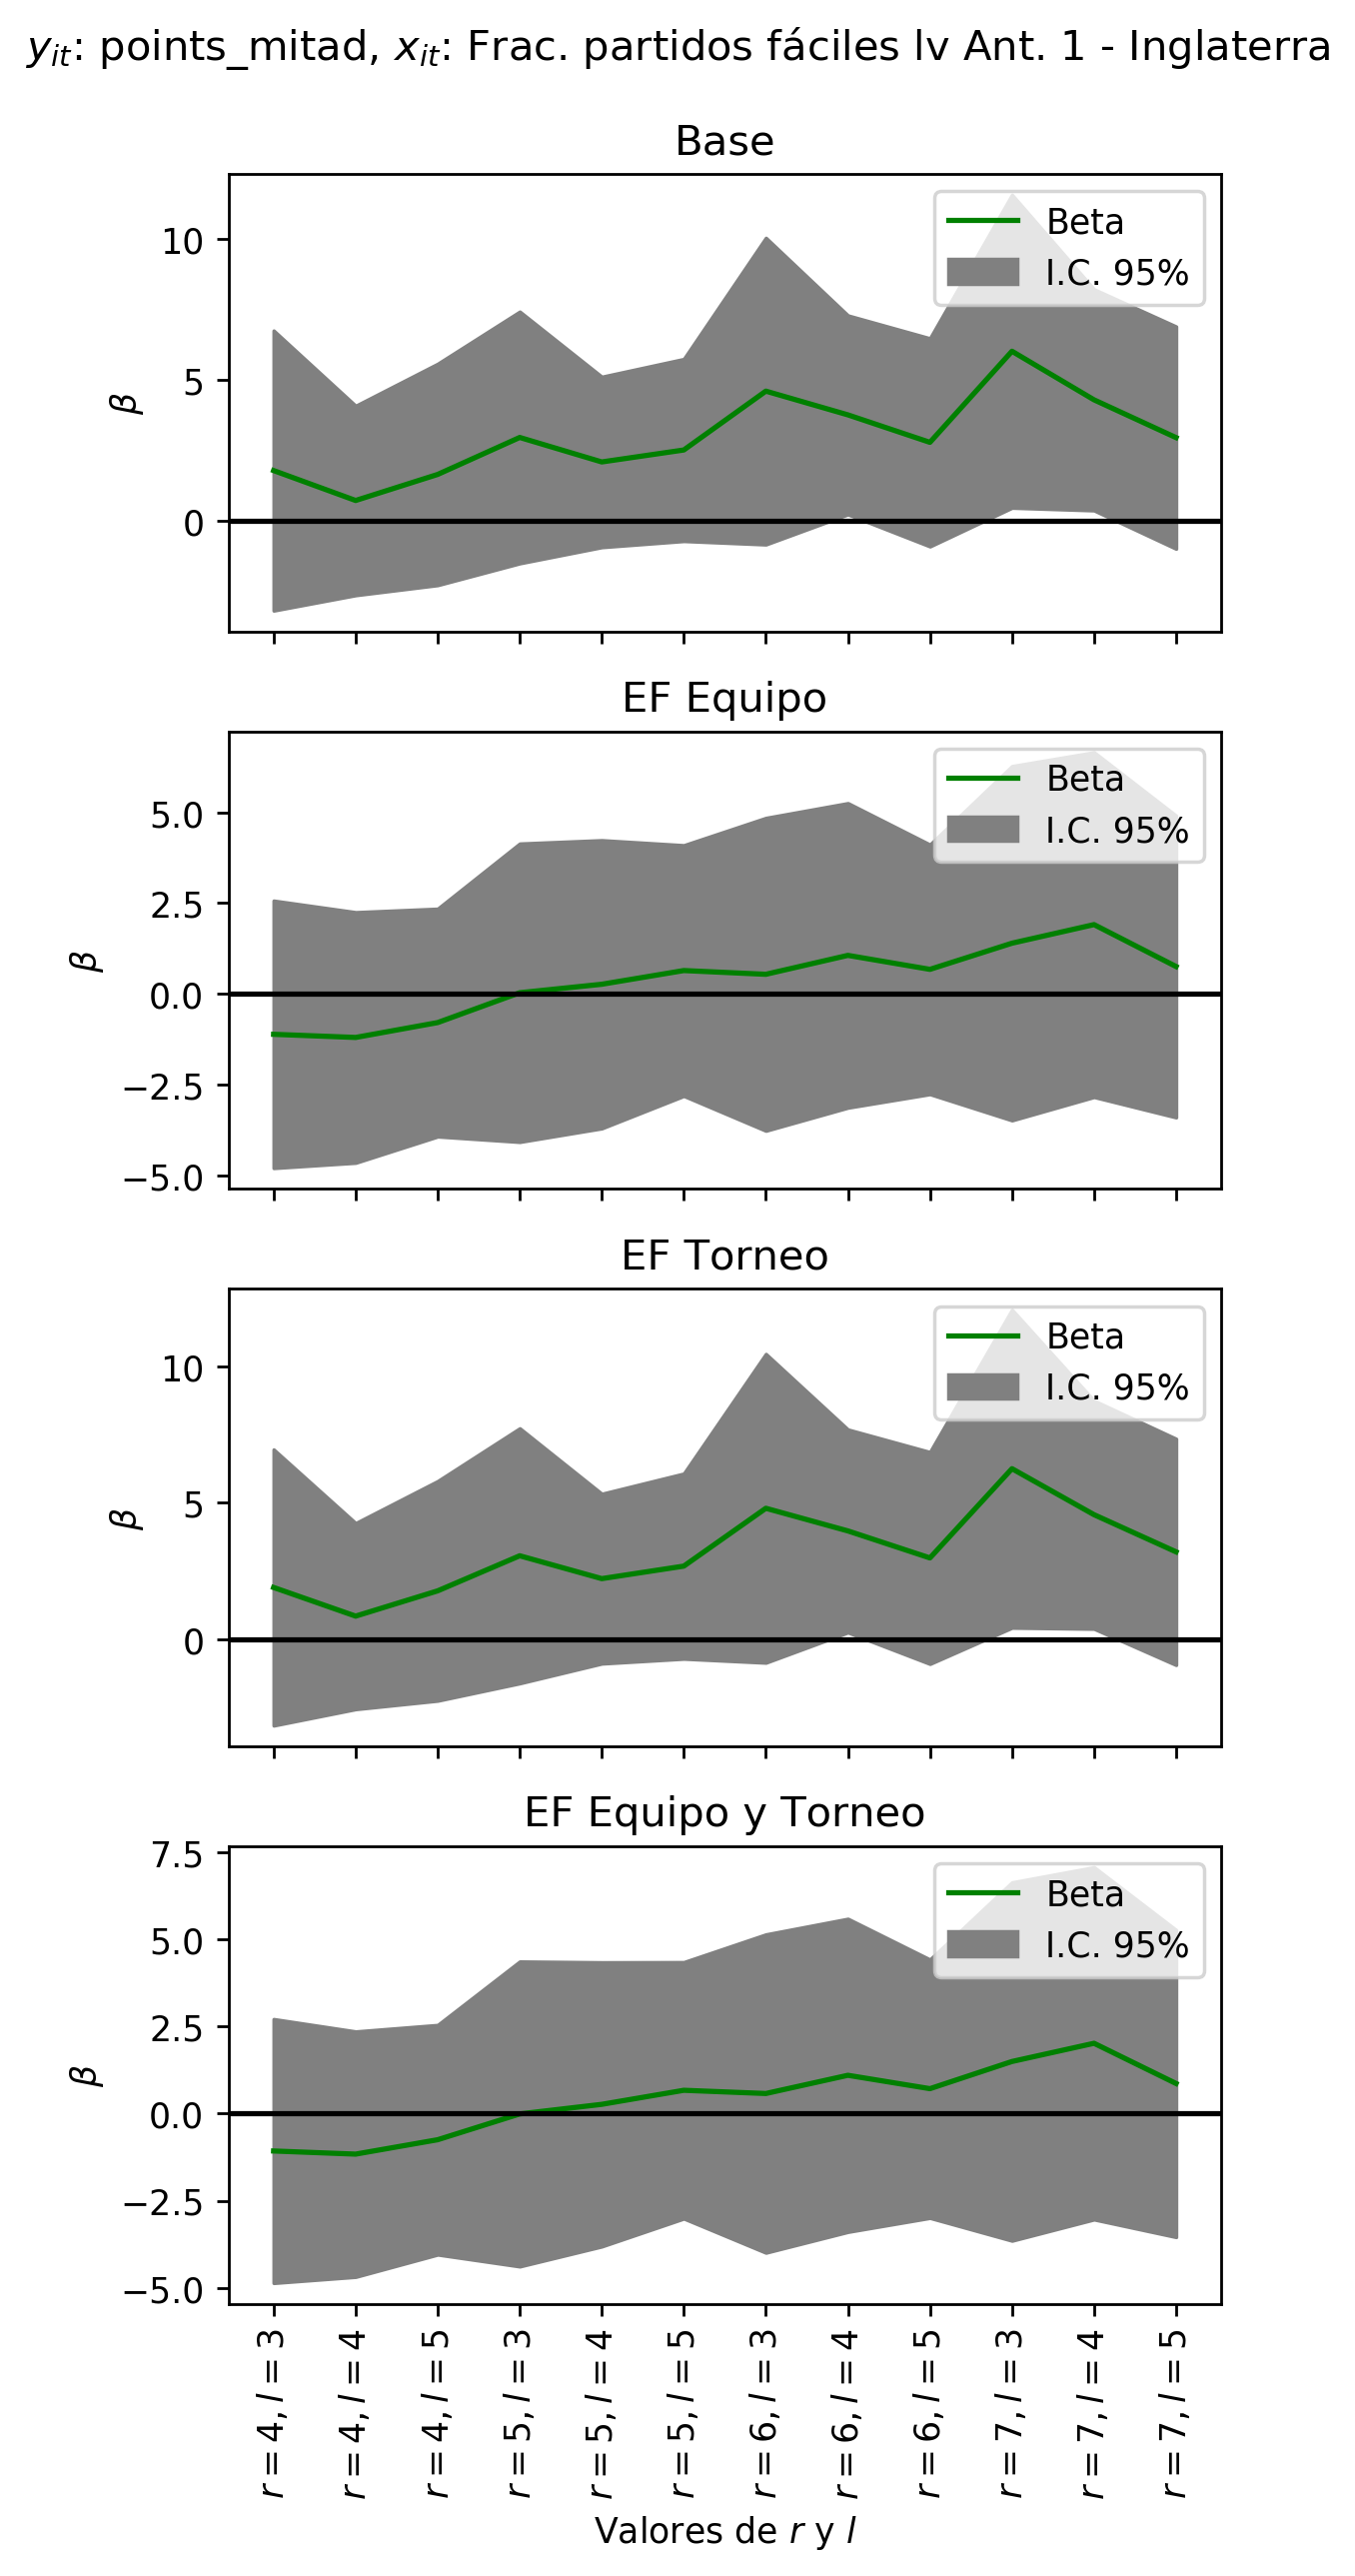 y_it: points_mitad, x_it: Frac. partidos fáciles lv Ant. 1 - Inglaterra
Base
Beta
I.C. 95%
10
5
0
β
EF Equipo
Beta
I.C. 95%
5.0
2.5
0.0
−2.5
−5.0
β
EF Torneo
Beta
I.C. 95%
10
5
0
β
EF Equipo y Torneo
Beta
I.C. 95%
7.5
5.0
2.5
0.0
−2.5
−5.0
β
r = 4, l = 3
r = 4, l = 4
r = 4, l = 5
r = 5, l = 3
r = 5, l = 4
r = 5, l = 5
r = 6, l = 3
r = 6, l = 4
r = 6, l = 5
r = 7, l = 3
r = 7, l = 4
r = 7, l = 5
Valores de r y l